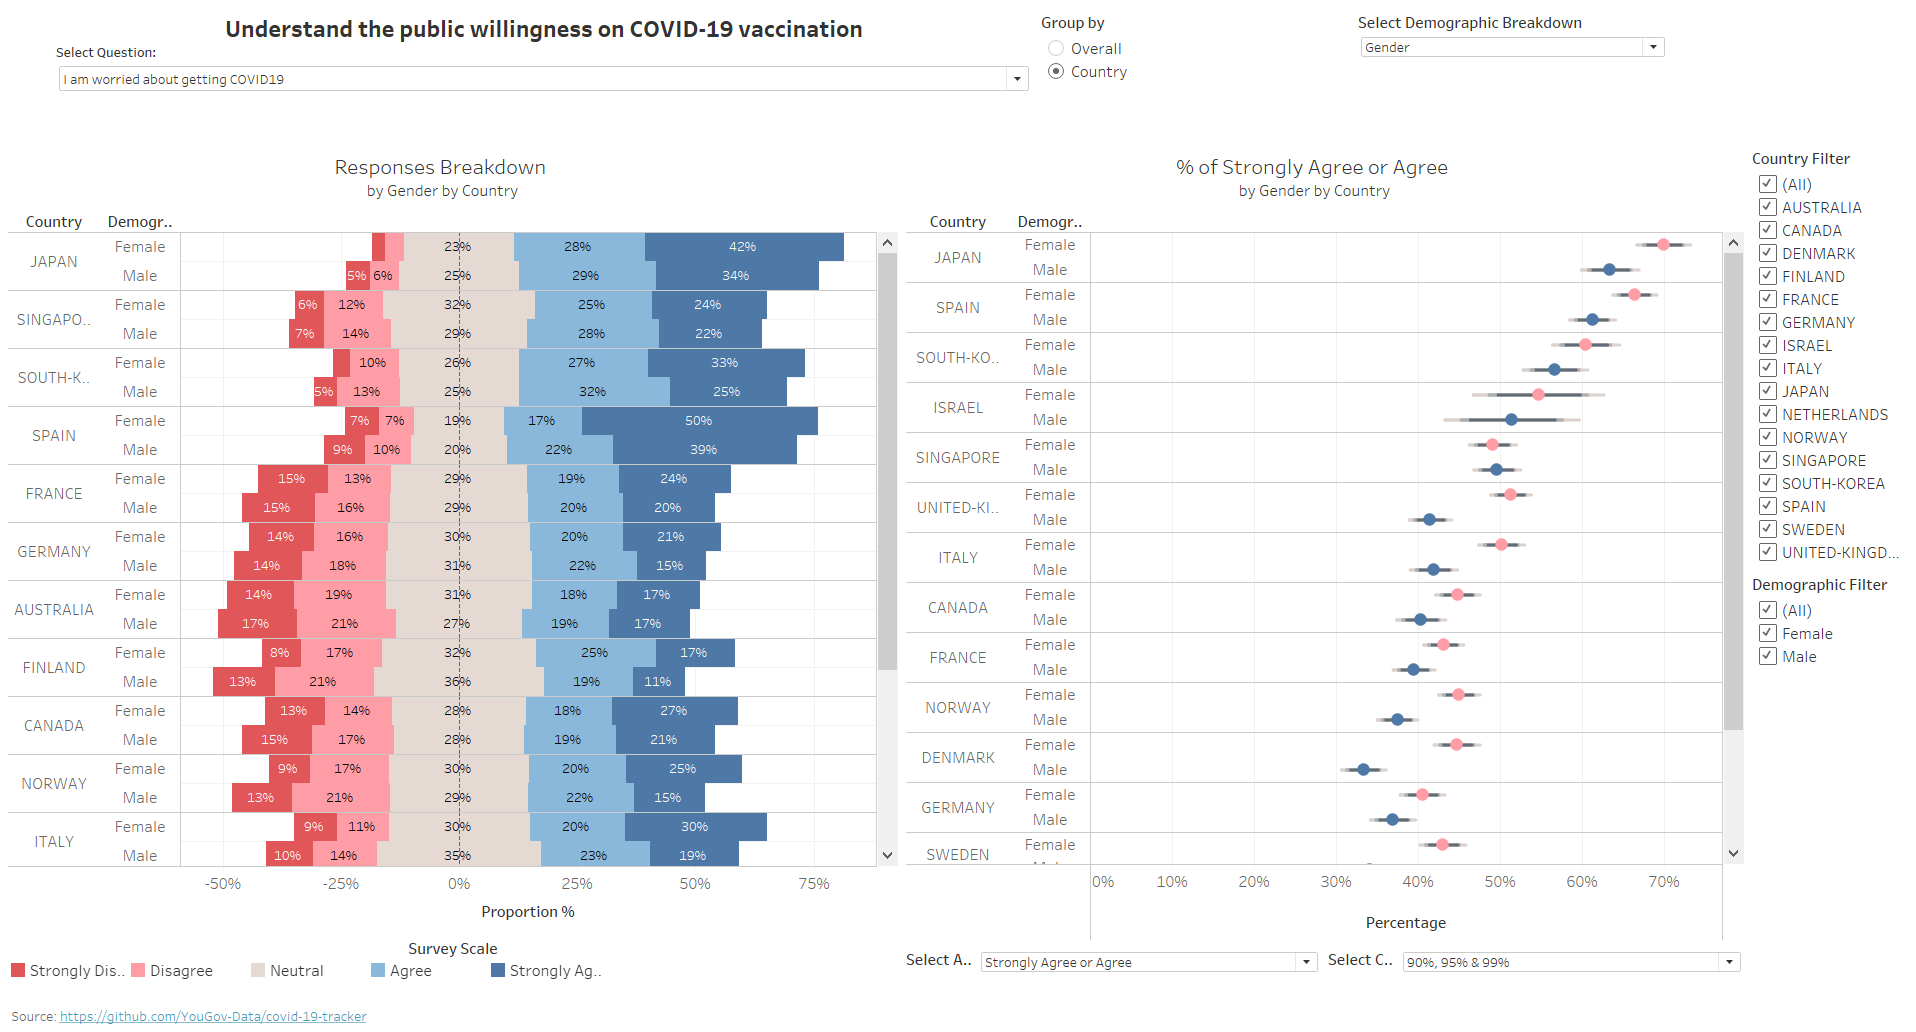 Understand the public willingness on COVID-19 vaccination
Select Question:
I am worried about getting COVID19
Group by
Overall
Country
Select Demographic Breakdown
Gender
Responses Breakdown
by Gender by Country
Country Demogr..
JAPAN
Female 23% 28% 42%
Male 5% 6% 25% 29% 34%
SINGAPO..
Female 6% 12% 32% 25% 24%
Male 7% 14% 29% 28% 22%
SOUTH-K..
Female 10% 26% 27% 33%
Male 5% 13% 25% 32% 25%
SPAIN
Female 7% 7% 19% 17% 50%
Male 9% 10% 20% 22% 39%
FRANCE
Female 15% 13% 29% 19% 24%
Male 15% 16% 29% 20% 20%
GERMANY
Female 14% 16% 30% 20% 21%
Male 14% 18% 31% 22% 15%
AUSTRALIA
Female 14% 19% 31% 18% 17%
Male 17% 21% 27% 19% 17%
FINLAND
Female 8% 17% 32% 25% 17%
Male 13% 21% 36% 19% 11%
CANADA
Female 13% 14% 28% 18% 27%
Male 15% 17% 28% 19% 21%
NORWAY
Female 9% 17% 30% 20% 25%
Male 13% 21% 29% 22% 15%
ITALY
Female 9% 11% 30% 20% 30%
Male 10% 14% 35% 23% 19%
-50% -25% 0% 25% 50% 75%
Proportion %
Survey Scale
Strongly Dis.. Disagree Neutral Agree Strongly Ag..
Source: https://github.com/YouGov-Data/covid-19-tracker
% of Strongly Agree or Agree
by Gender by Country
Country Demogr..
JAPAN
Female
Male
SPAIN
Female
Male
SOUTH-KO..
Female
Male
ISRAEL
Female
Male
SINGAPORE
Female
Male
UNITED-KI..
Female
Male
ITALY
Female
Male
CANADA
Female
Male
FRANCE
Female
Male
NORWAY
Female
Male
DENMARK
Female
Male
GERMANY
Female
Male
SWEDEN
Female
0% 10% 20% 30% 40% 50% 60% 70%
Percentage
Select A.. Strongly Agree or Agree
Select C.. 90%, 95% & 99%
Country Filter
(All)
AUSTRALIA
CANADA
DENMARK
FINLAND
FRANCE
GERMANY
ISRAEL
ITALY
JAPAN
NETHERLANDS
NORWAY
SINGAPORE
SOUTH-KOREA
SPAIN
SWEDEN
UNITED-KINGD...
Demographic Filter
(All)
Female
Male